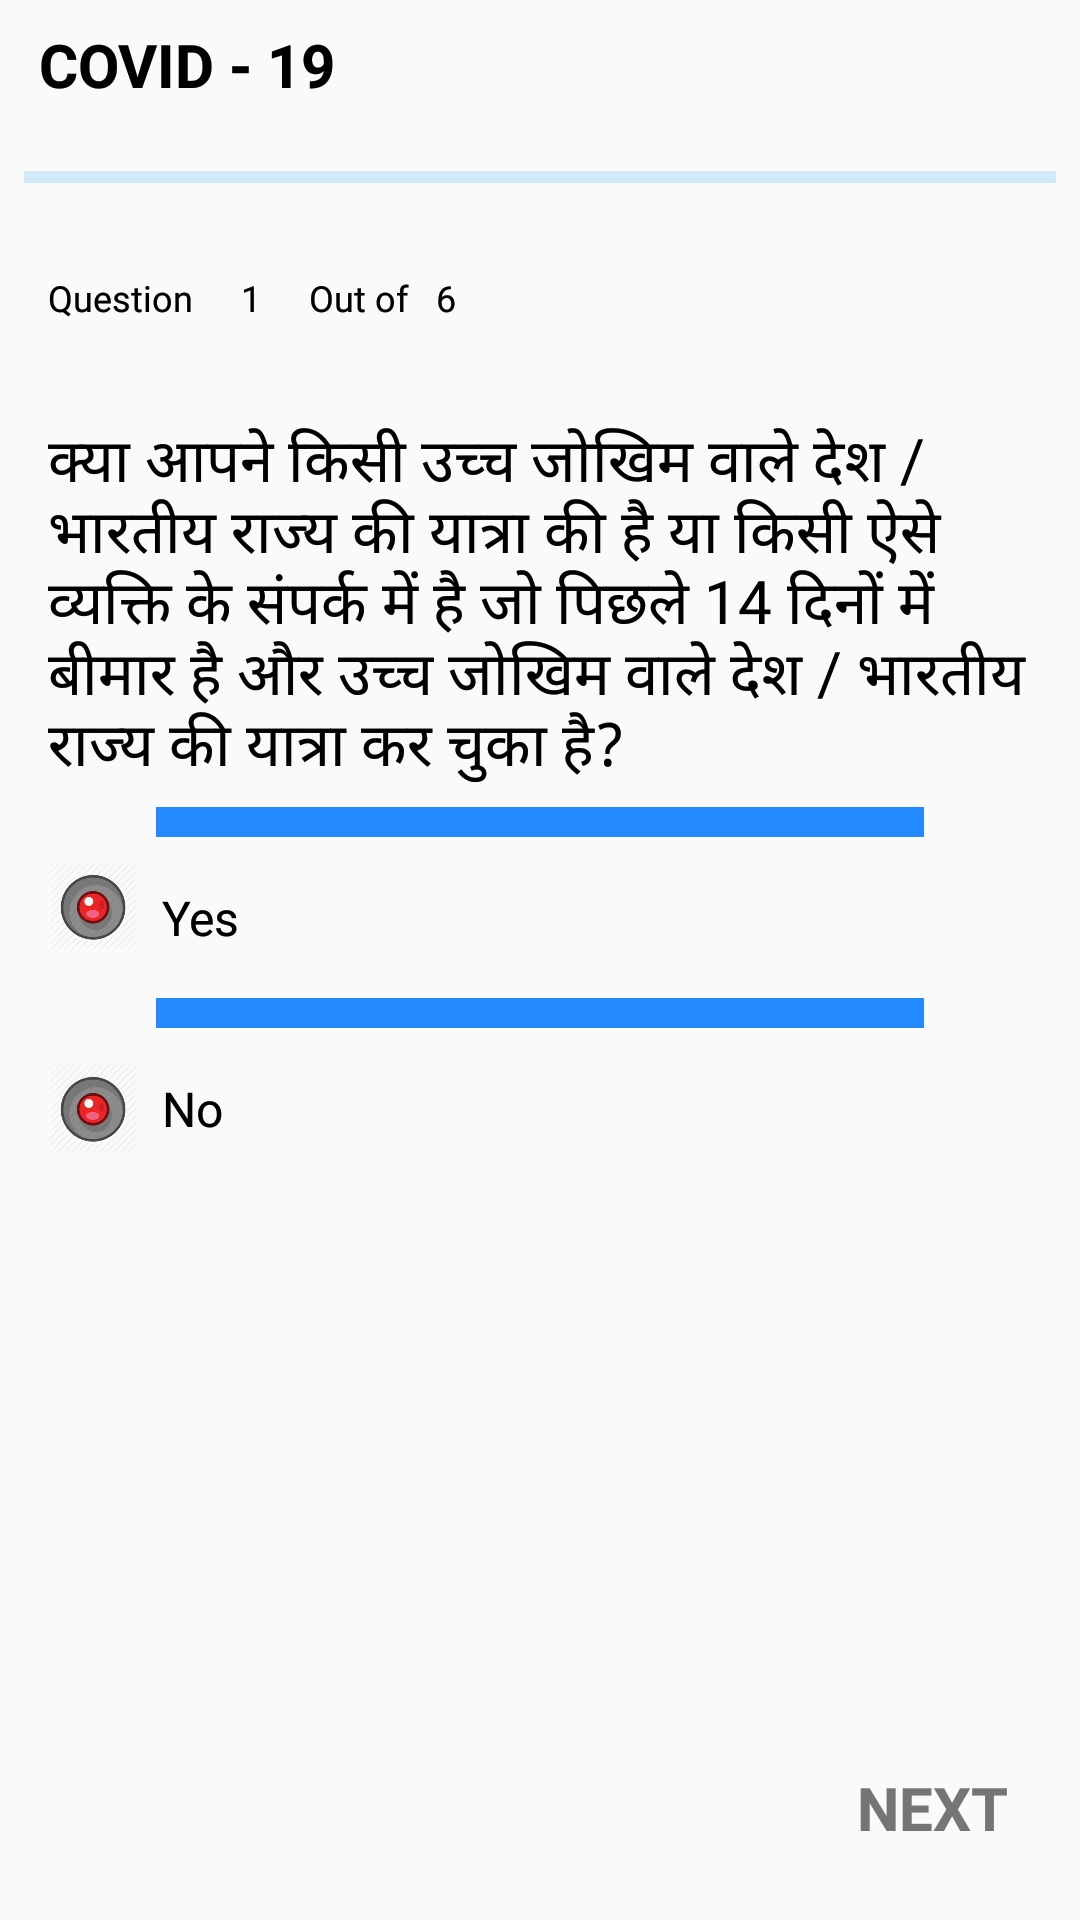 COVID - 19
Question 1 Out of 6
क्या आपने किसी उच्च जोखिम वाले देश /
भारतीय राज्य की यात्रा की है या किसी ऐसे
व्यक्ति के संपर्क में है जो पिछले 14 दिनों में
बीमार है और उच्च जोखिम वाले देश / भारतीय
राज्य की यात्रा कर चुका है?
Yes
No
NEXT